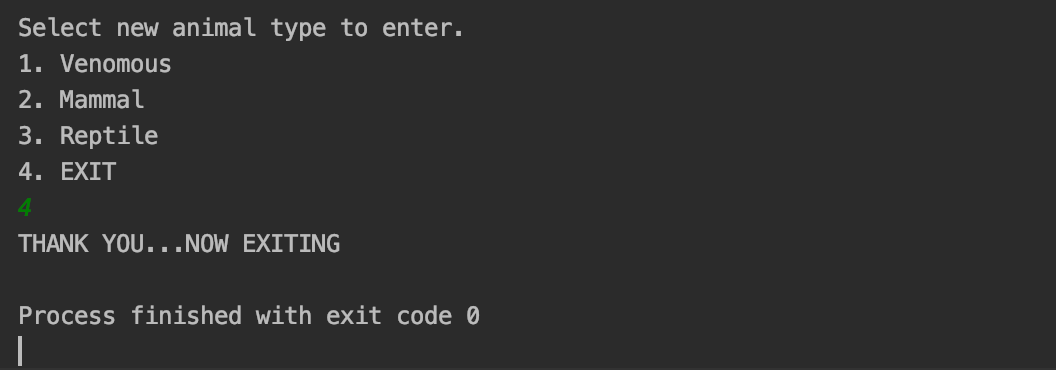 Select new animal type to enter.
1. Venomous
2. Mammal
3. Reptile
4. EXIT
4
THANK YOU...NOW EXITING
Process finished with exit code 0